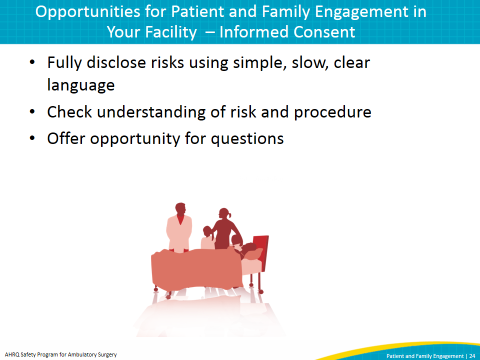 Opportunities for Patient and Family Engagement in
Your Facility – Informed Consent
• Fully disclose risks using simple, slow, clear
language
• Check understanding of risk and procedure
• Offer opportunity for questions
AHRQ Safety Program for Ambulatory Surgery
Patient and Family Engagement | 24